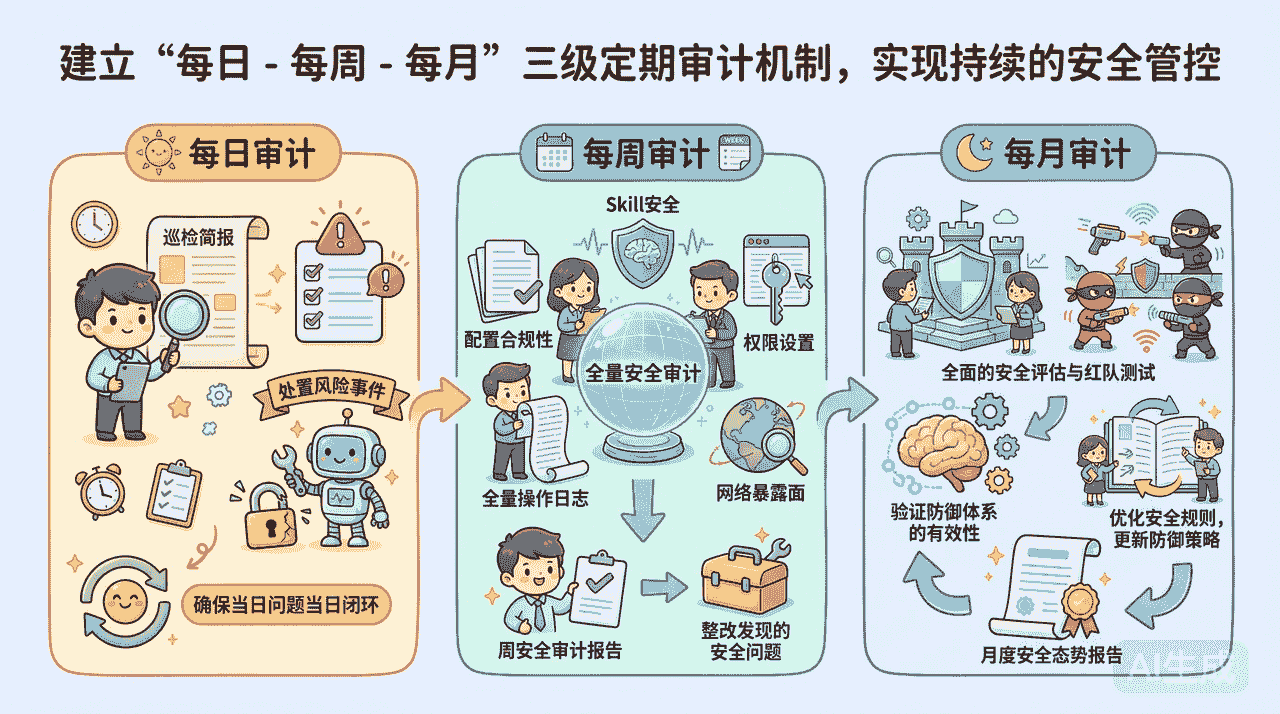 建立“每日 - 每周 - 每月”三级定期审计机制，实现持续的安全管控
每日审计
巡检简报
处置风险事件
确保当日问题当日闭环
每周审计
WEEK
Skill安全
配置合规性
权限设置
全量安全审计
全量操作日志
网络暴露面
周安全审计报告
整改发现的
安全问题
每月审计
全面的安全评估与红队测试
验证防御体系
的有效性
优化安全规则，
更新防御策略
月度安全态势报告
AI生成